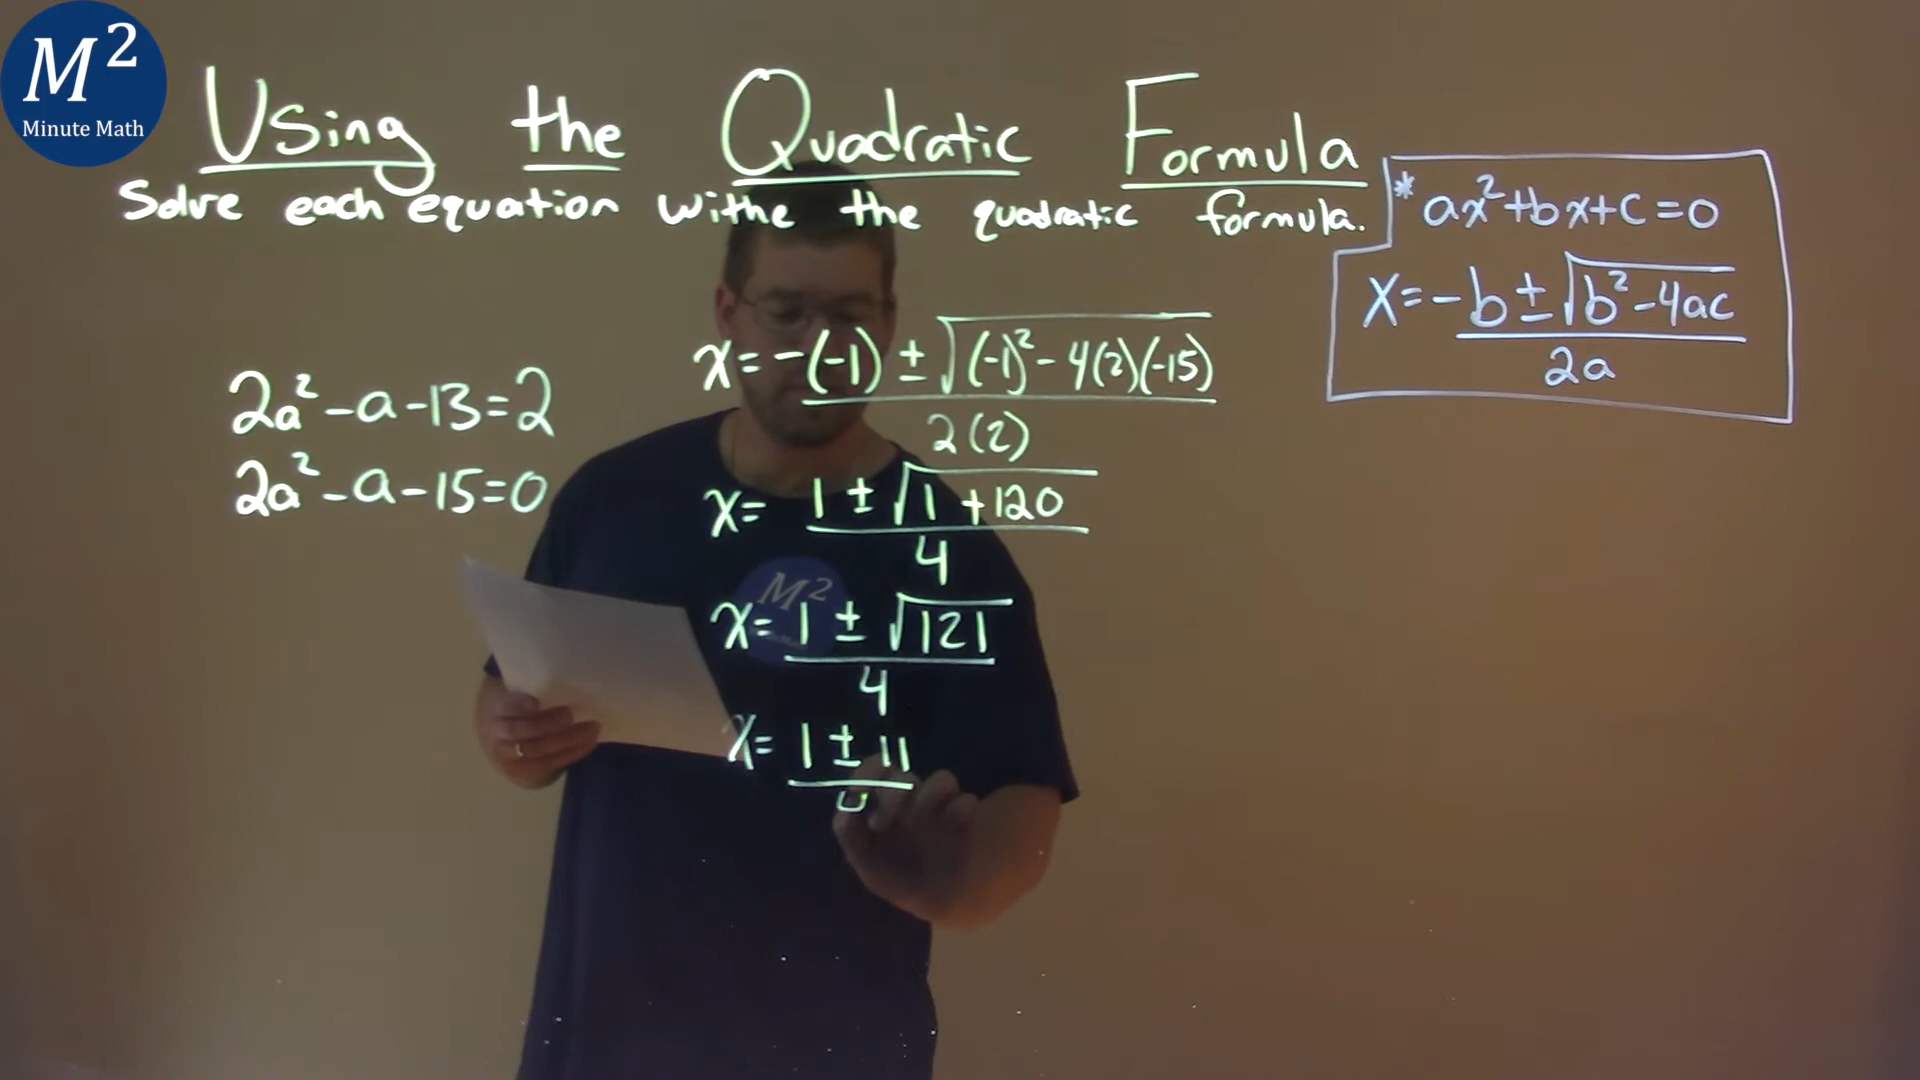 M²
Minute Math
Using the Quadratic Formula
Solve each equation withe the quadratic formula.
* ax²+bx+c=0
x=-b±√b²-4ac
2a
2a²-a-13=2
2a²-a-15=0
x=-(-1)±√(-1)²-4(2)(-15)
2(2)
x= 1±√1+120
4
x= 1±√121
4
x= 1±11
M²